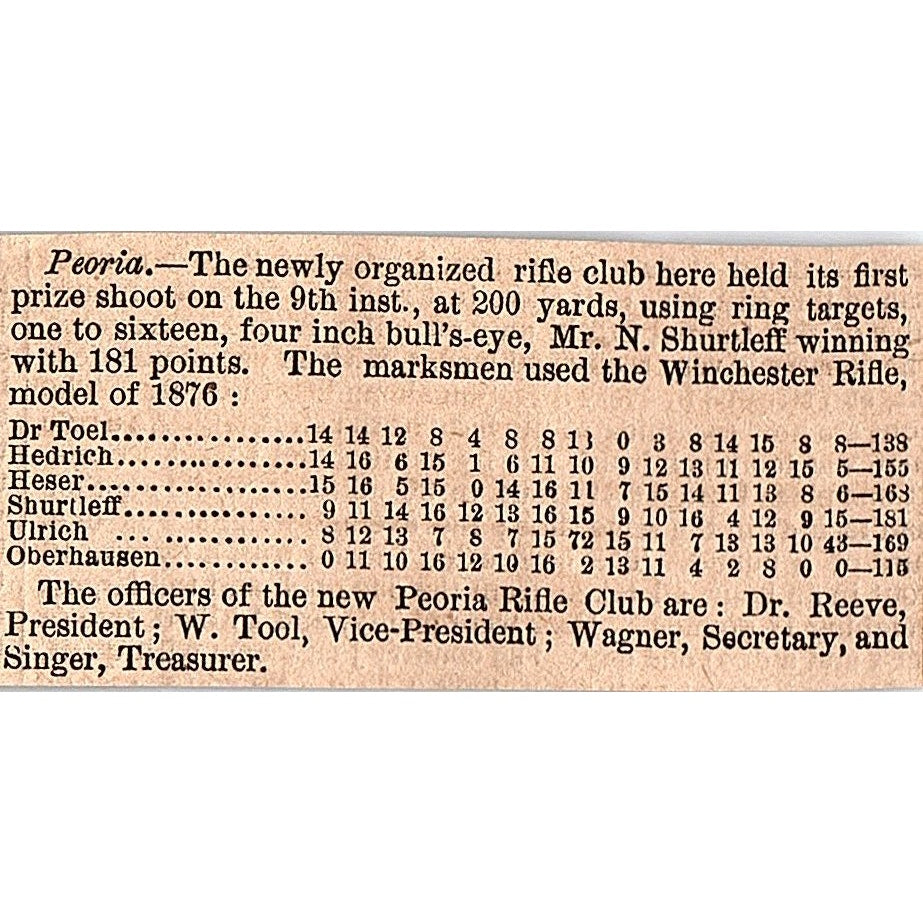 Peoria.—The newly organized rifle club here held its first
prize shoot on the 9th inst., at 200 yards, using ring targets,
one to sixteen, four inch bull's-eye, Mr. N. Shurtleff winning
with 181 points. The marksmen used the Winchester Rifle,
model of 1876 :
Dr Toel................14 14 12 8 4 8 8 13 0 3 8 14 15 8 8—138
Hedrich................14 16 6 15 1 6 11 10 9 12 13 11 12 15 5—155
Heser..................15 16 5 15 0 14 16 11 7 15 14 11 13 8 6—163
Shurtleff............... 9 11 14 16 12 13 16 15 9 10 16 4 12 9 15—181
Ulrich ... ............ 8 12 13 7 8 7 15 72 15 11 7 13 13 10 43—169
Oberhausen............ 0 11 10 16 12 10 16 2 13 11 4 2 8 0 0—115
The officers of the new Peoria Rifle Club are : Dr. Reeve,
President ; W. Tool, Vice-President ; Wagner, Secretary, and
Singer, Treasurer.